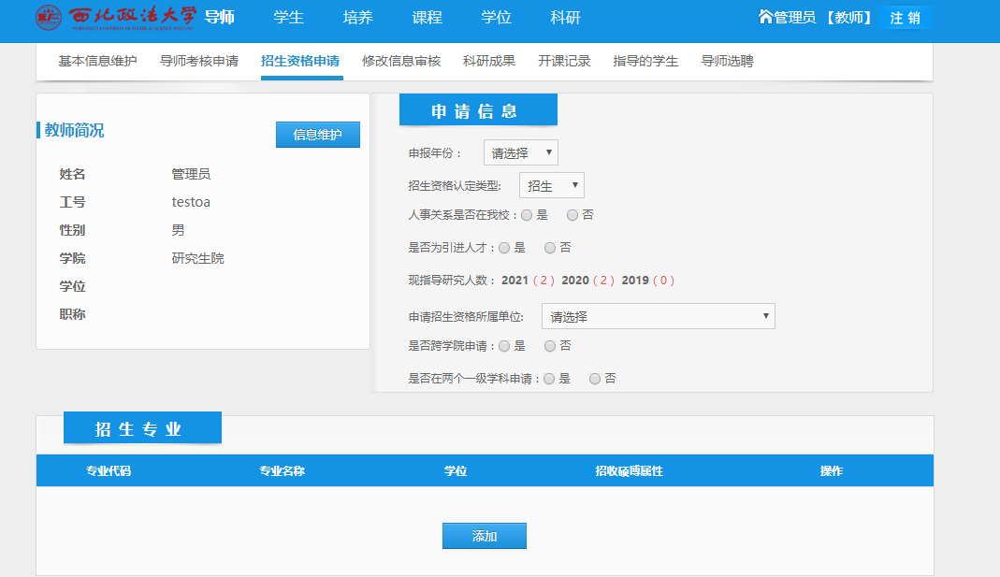 西北政法大学 导师 学生 培养 课程 学位 科研 管理员 【教师】 注 销
基本信息维护 导师考核申请 招生资格申请 修改信息审核 科研成果 开课记录 指导的学生 导师选聘
教师简况 信息维护
姓名 管理员
工号 testoa
性别 男
学院 研究生院
学位
职称
申 请 信 息
申报年份： 请选择
招生资格认定类型: 招生
人事关系是否在我校： 是 否
是否为引进人才： 是 否
现指导研究人数： 2021（2） 2020（2） 2019（0）
申请招生资格所属单位: 请选择
是否跨学院申请： 是 否
是否在两个一级学科申请： 是 否
招 生 专 业
专业代码 专业名称 学位 招收硕博属性 操作
添加